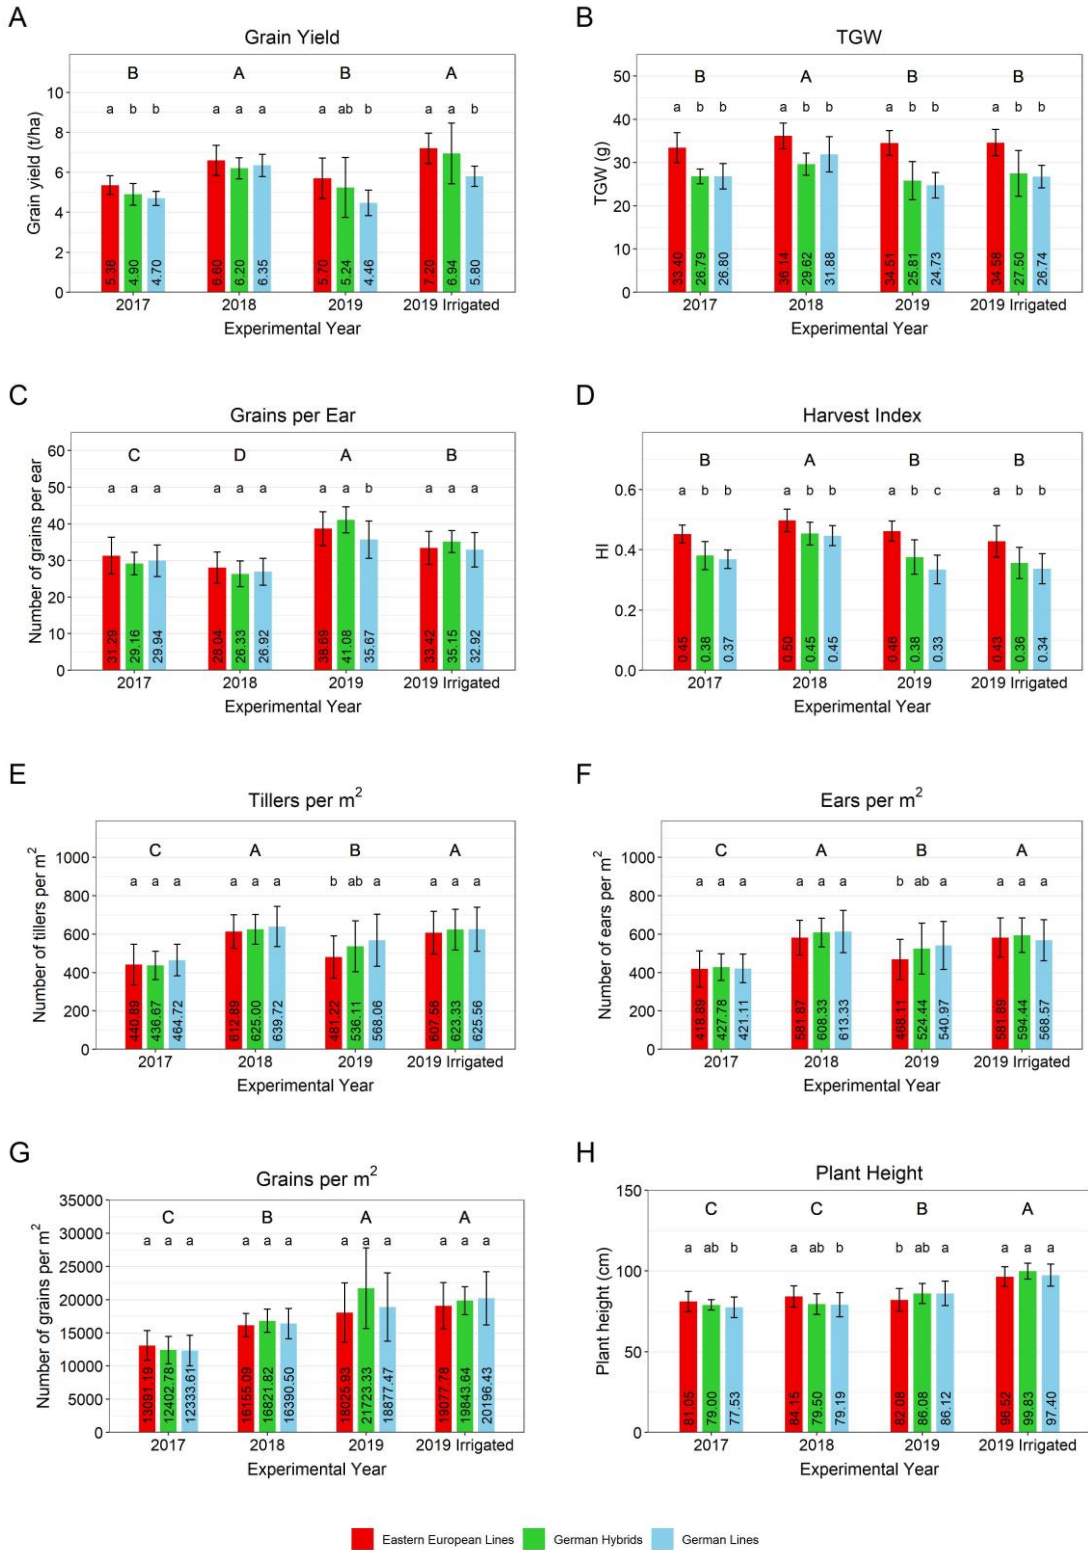 A
Grain Yield
Grain yield (t/ha)
10
8
6
4
2
0
B A B A
a b b a a a a ab b a a b
5.36 4.90 4.70 6.60 6.20 6.35 5.70 5.24 4.46 7.20 6.94 5.80
2017 2018 2019 2019 Irrigated
Experimental Year
B
TGW
TGW (g)
50
40
30
20
10
0
B A B B
a b b a b b a b b a b b
33.40 26.79 26.80 36.14 29.62 31.88 34.51 25.81 24.73 34.58 27.50 26.74
2017 2018 2019 2019 Irrigated
Experimental Year
C
Grains per Ear
Number of grains per ear
60
50
40
30
20
10
0
C D A B
a a a a a a a a b a a a
31.29 29.16 29.94 28.04 26.33 26.92 38.69 41.08 35.67 33.42 35.15 32.92
2017 2018 2019 2019 Irrigated
Experimental Year
D
Harvest Index
HI
0.6
0.4
0.2
0.0
B A B B
a b b a b b a b c a b b
0.45 0.38 0.37 0.50 0.45 0.45 0.46 0.38 0.33 0.43 0.36 0.34
2017 2018 2019 2019 Irrigated
Experimental Year
E
Tillers per m²
Number of tillers per m²
1000
800
600
400
200
0
C A B A
a a a a a a b ab a a a a
440.89 436.67 464.72 612.89 625.00 639.72 481.22 536.11 568.06 607.56 623.33 625.56
2017 2018 2019 2019 Irrigated
Experimental Year
F
Ears per m²
Number of ears per m²
1000
800
600
400
200
0
C A B A
a a a a a a b ab a a a a
418.89 427.78 421.11 581.87 608.33 613.33 468.11 524.44 540.97 581.89 594.44 568.57
2017 2018 2019 2019 Irrigated
Experimental Year
G
Grains per m²
Number of grains per m²
35000
30000
25000
20000
15000
10000
5000
0
C B A A
a a a a a a a a a a a a
13091.19 12402.78 12333.61 16155.09 16821.82 16390.50 18025.93 21723.33 18877.47 19077.78 19843.64 20196.43
2017 2018 2019 2019 Irrigated
Experimental Year
H
Plant Height
Plant height (cm)
150
100
50
0
C C B A
a ab b a ab b b ab a a a a
81.05 79.00 77.53 84.15 79.50 79.19 82.08 86.08 86.12 96.52 99.83 97.40
2017 2018 2019 2019 Irrigated
Experimental Year
Eastern European Lines German Hybrids German Lines